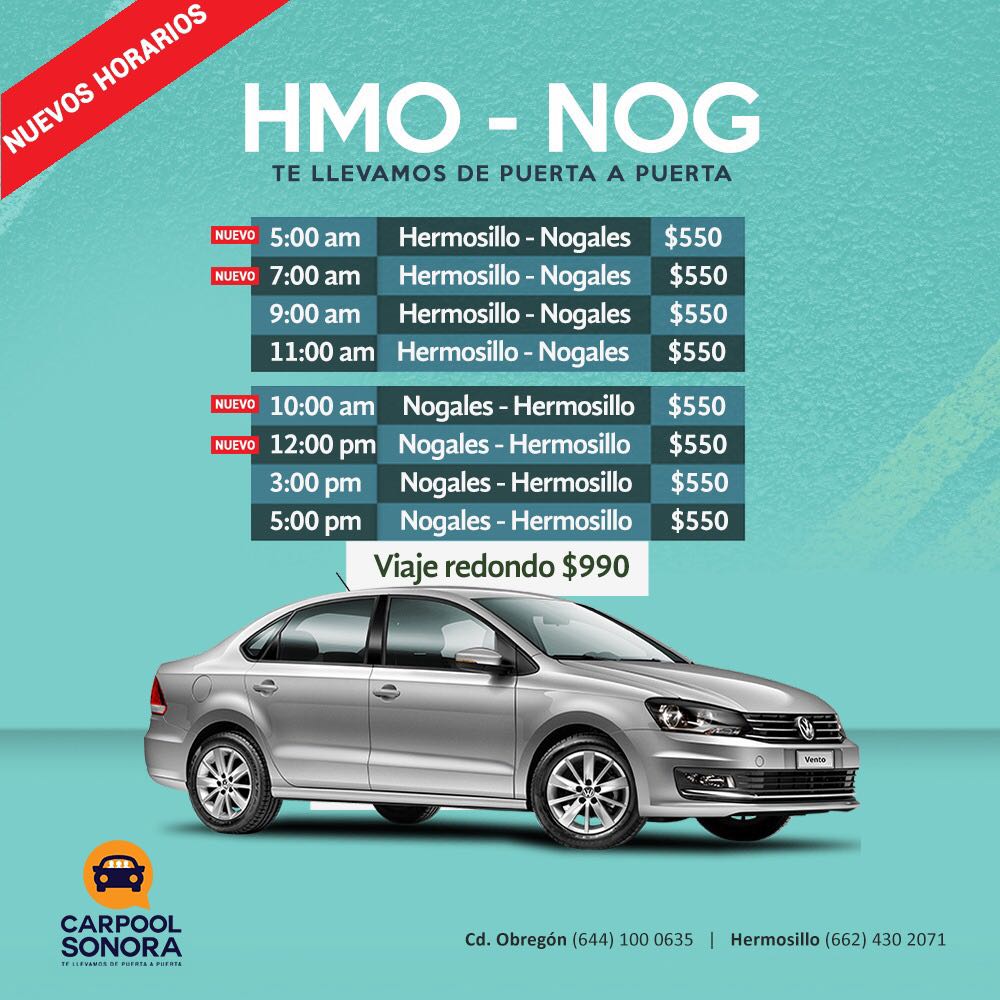 NUEVOS HORARIOS
HMO - NOG
TE LLEVAMOS DE PUERTA A PUERTA
NUEVO 5:00 am Hermosillo - Nogales $550
NUEVO 7:00 am Hermosillo - Nogales $550
9:00 am Hermosillo - Nogales $550
11:00 am Hermosillo - Nogales $550
NUEVO 10:00 am Nogales - Hermosillo $550
NUEVO 12:00 pm Nogales - Hermosillo $550
3:00 pm Nogales - Hermosillo $550
5:00 pm Nogales - Hermosillo $550
Viaje redondo $990
Vento
CARPOOL
SONORA
TE LLEVAMOS DE PUERTA A PUERTA
Cd. Obregón (644) 100 0635 | Hermosillo (662) 430 2071